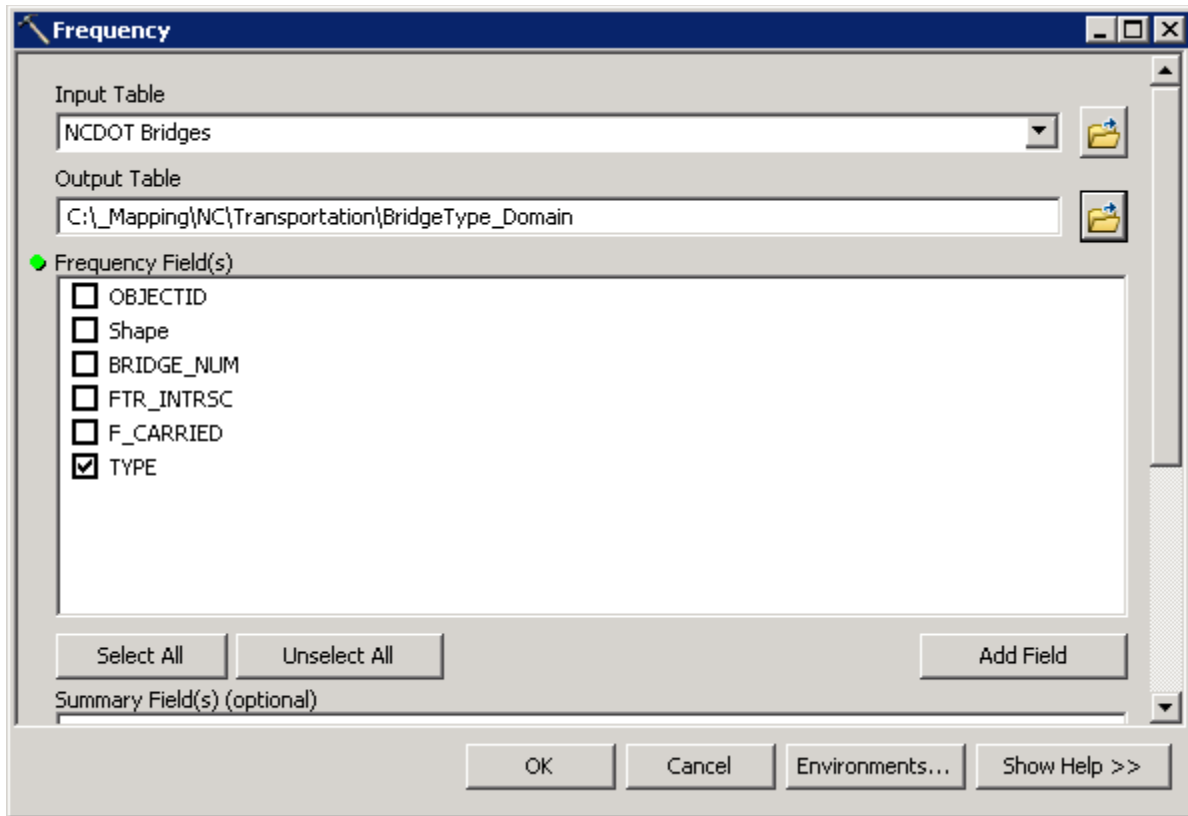 Frequency
Input Table
NCDOT Bridges
Output Table
C:\_Mapping\NC\Transportation\BridgeType_Domain
Frequency Field(s)
OBJECTID
Shape
BRIDGE_NUM
FTR_INTRSC
F_CARRIED
TYPE
Select All Unselect All Add Field
Summary Field(s) (optional)
OK Cancel Environments... Show Help >>